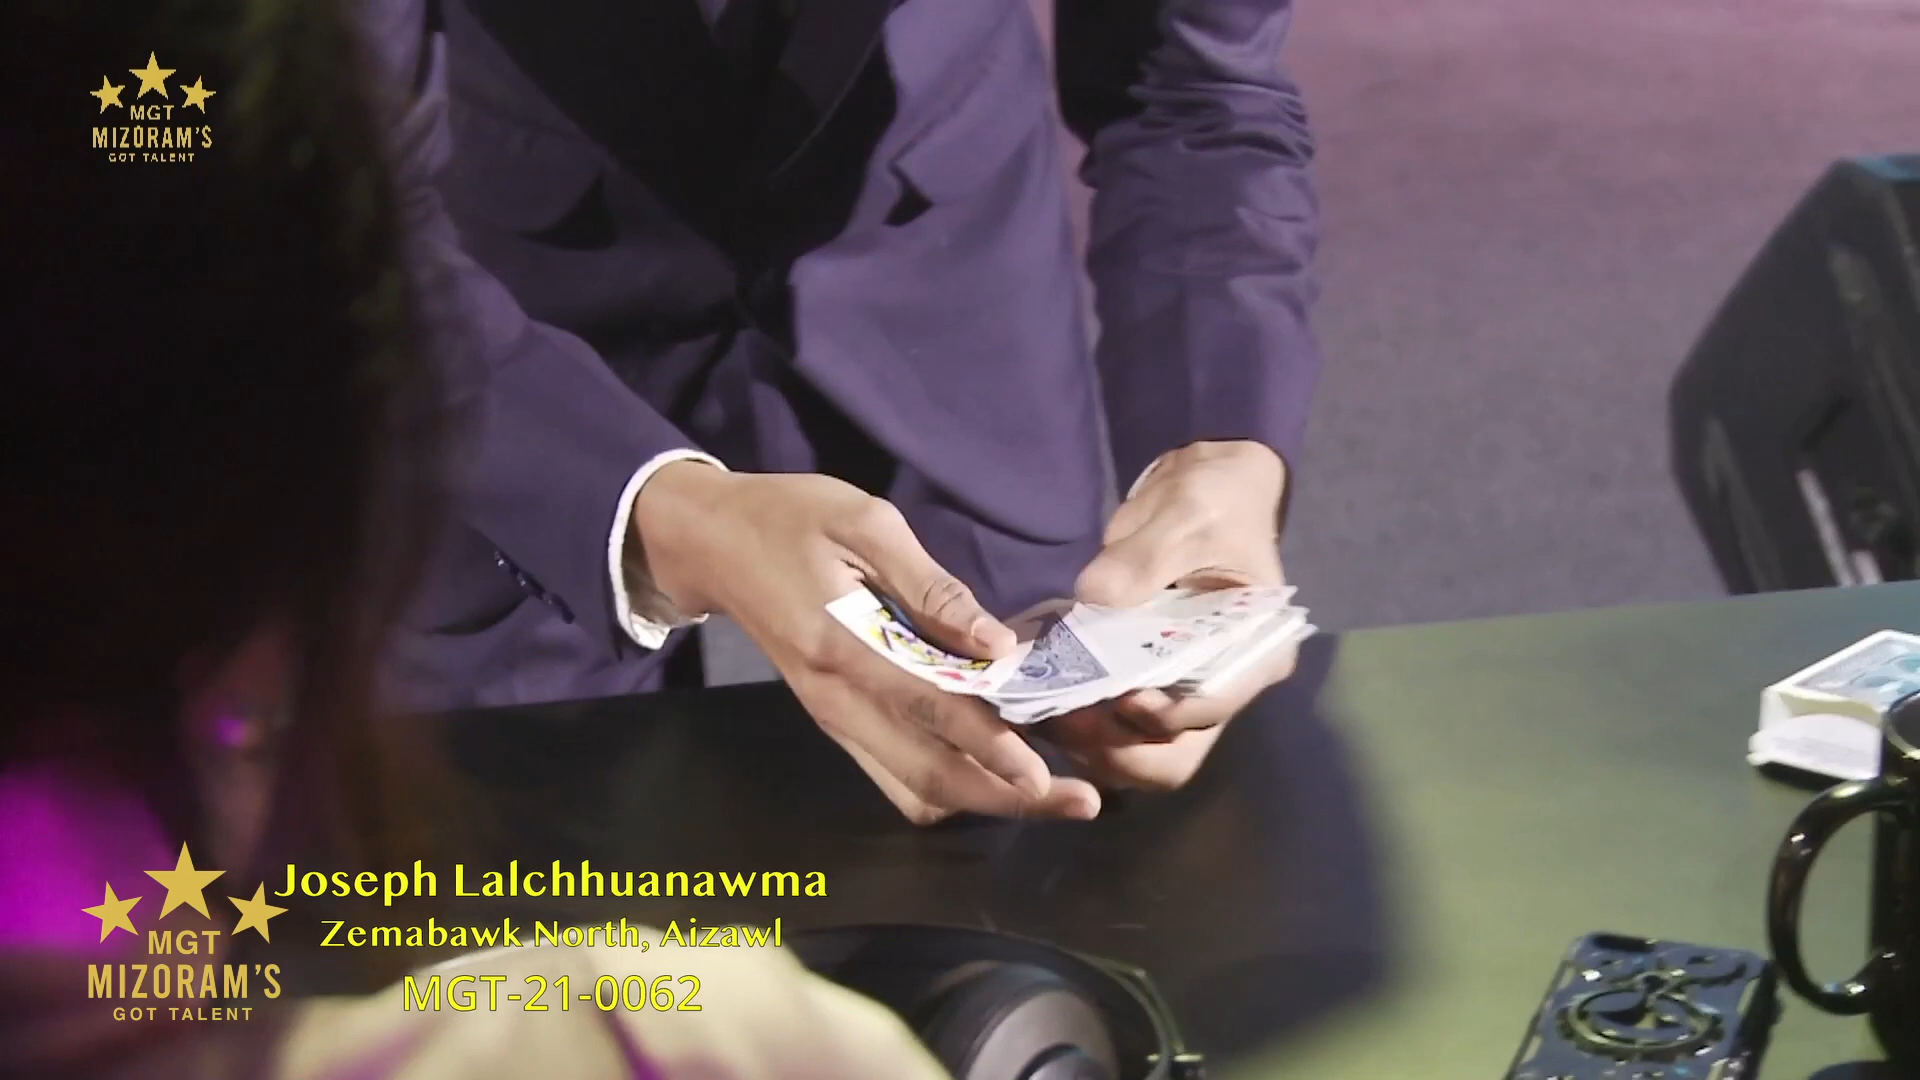 MGT
MIZORAM'S
GOT TALENT
Joseph Lalchhuanawma
Zemabawk North, Aizawl
MGT-21-0062
MGT
MIZORAM'S
GOT TALENT